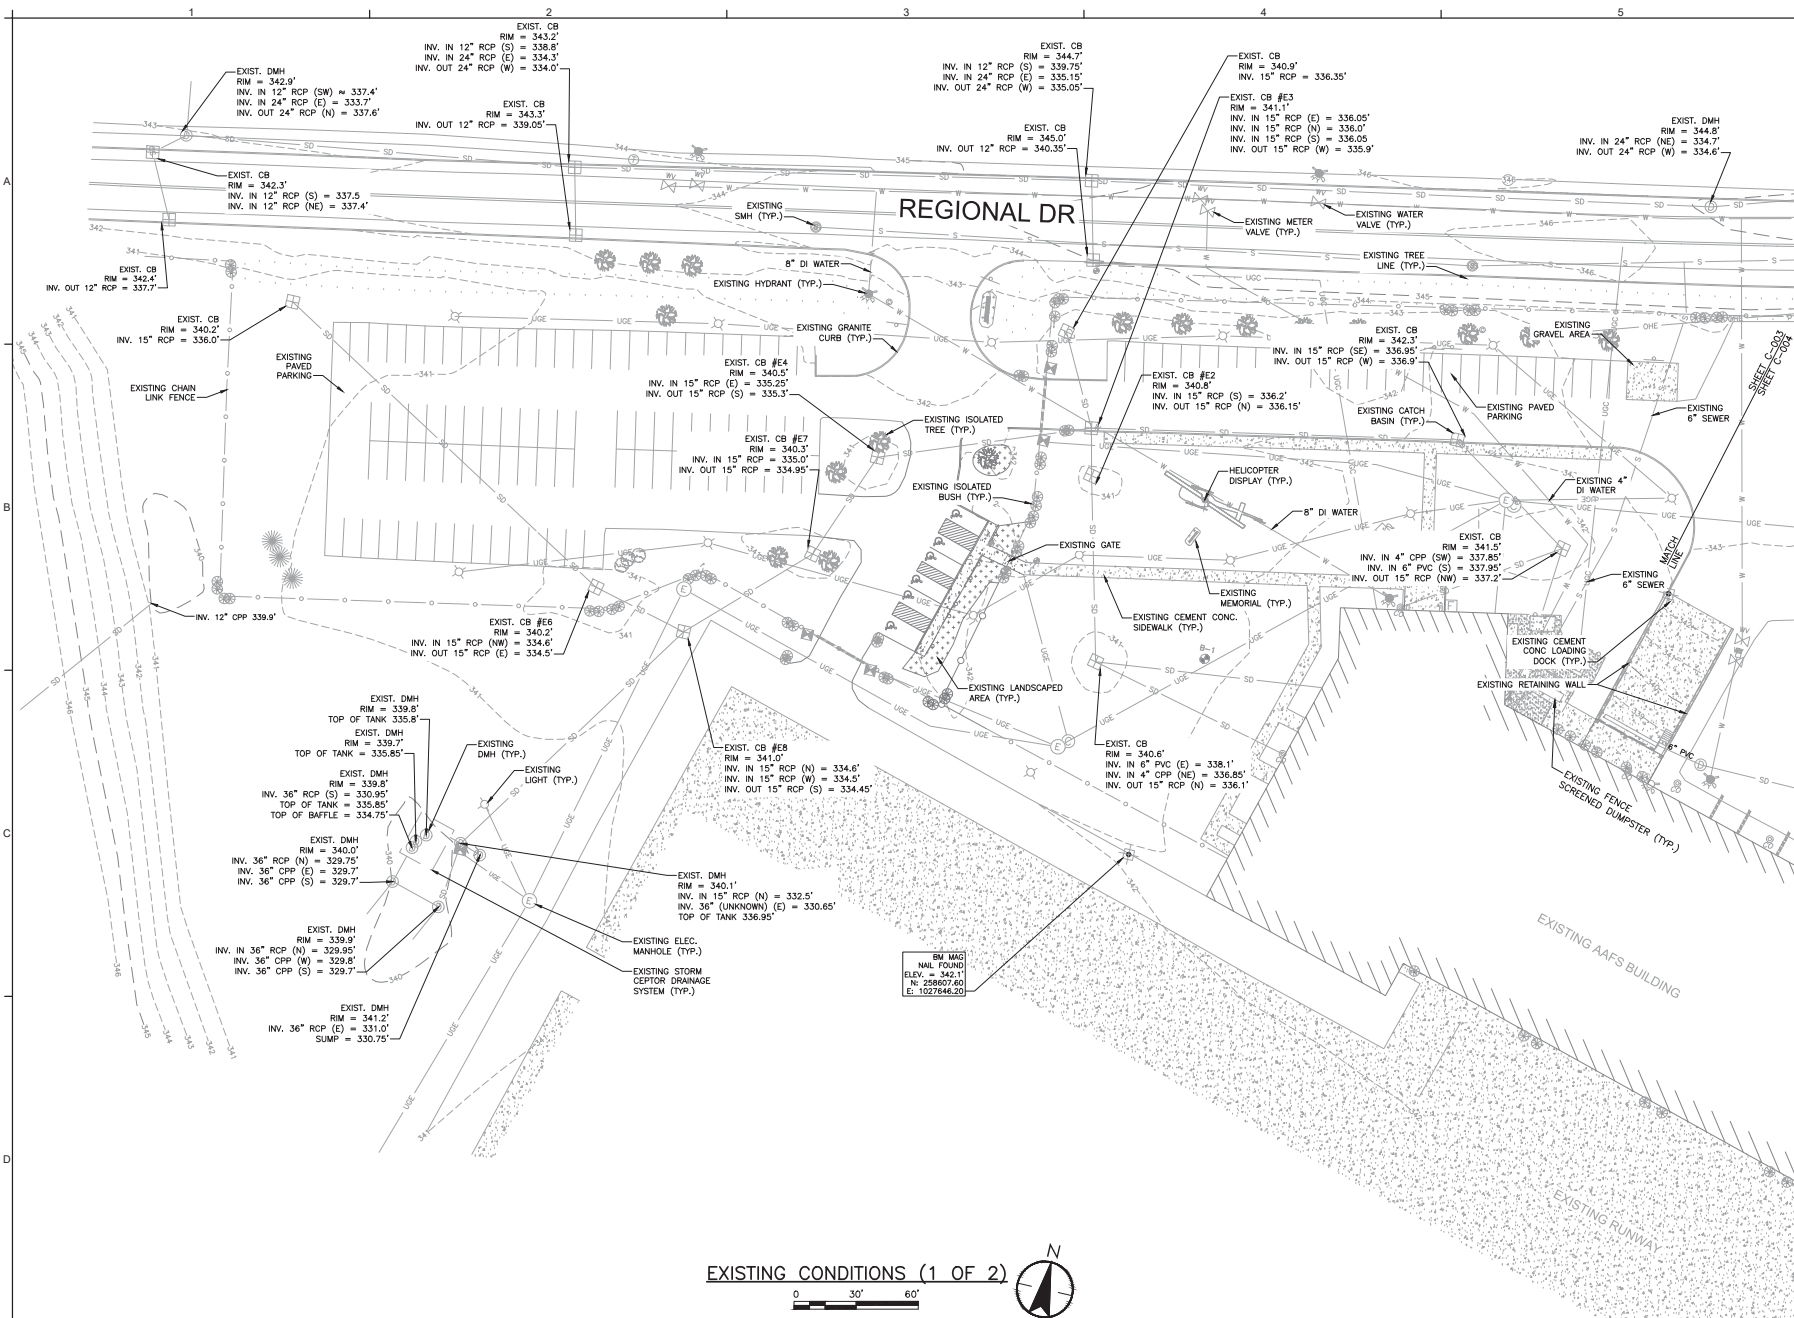 1
2
3
4
5
A
B
C
D
EXIST. DMH
RIM = 342.9'
INV. IN 12" RCP (SW) ≈ 337.4'
INV. IN 24" RCP (E) = 333.7'
INV. OUT 24" RCP (N) = 337.6'
EXIST. CB
RIM = 343.2'
INV. IN 12" RCP (S) = 338.8'
INV. IN 24" RCP (E) = 334.3'
INV. OUT 24" RCP (W) = 334.0'
EXIST. CB
RIM = 343.3'
INV. OUT 12" RCP = 339.05'
EXIST. CB
RIM = 344.7'
INV. IN 12" RCP (S) = 339.75'
INV. IN 24" RCP (E) = 335.15'
INV. OUT 24" RCP (W) = 335.05'
EXIST. CB
RIM = 345.0'
INV. OUT 12" RCP = 340.35'
EXIST. CB
RIM = 340.9'
INV. 15" RCP = 336.35'
EXIST. CB #E3
RIM = 341.1'
INV. IN 15" RCP (E) = 336.05'
INV. IN 15" RCP (N) = 336.0'
INV. IN 15" RCP (S) = 336.05
INV. OUT 15" RCP (W) = 335.9'
EXIST. DMH
RIM = 344.8'
INV. IN 24" RCP (NE) = 334.7'
INV. OUT 24" RCP (W) = 334.6'
EXIST. CB
RIM = 342.3'
INV. IN 12" RCP (S) = 337.5
INV. IN 12" RCP (NE) = 337.4'
EXISTING
SMH (TYP.)
REGIONAL DR
EXISTING METER
VALVE (TYP.)
EXISTING WATER
VALVE (TYP.)
EXISTING TREE
LINE (TYP.)
EXIST. CB
RIM = 342.4'
INV. OUT 12" RCP = 337.7'
8" DI WATER
EXISTING HYDRANT (TYP.)
EXIST. CB
RIM = 340.2'
INV. 15" RCP = 336.0'
EXISTING
PAVED
PARKING
EXISTING GRANITE
CURB (TYP.)
EXISTING CHAIN
LINK FENCE
EXIST. CB #E4
RIM = 340.5'
INV. IN 15" RCP (E) = 335.25'
INV. OUT 15" RCP (S) = 335.3'
EXIST. CB #E2
RIM = 340.8'
INV. IN 15" RCP (S) = 336.2'
INV. OUT 15" RCP (N) = 336.15'
EXIST. CB
RIM = 342.3'
INV. IN 15" RCP (SE) = 336.95'
INV. OUT 15" RCP (W) = 336.9'
EXISTING
GRAVEL AREA
SHEET C-003
SHEET C-004
EXISTING CATCH
BASIN (TYP.)
EXISTING PAVED
PARKING
EXISTING
6" SEWER
EXISTING ISOLATED
TREE (TYP.)
EXIST. CB #E7
RIM = 340.3'
INV. IN 15" RCP = 335.0'
INV. OUT 15" RCP = 334.95'
EXISTING ISOLATED
BUSH (TYP.)
HELICOPTER
DISPLAY (TYP.)
8" DI WATER
EXISTING 4"
DI WATER
EXISTING GATE
EXIST. CB
RIM = 341.5'
INV. IN 4" CPP (SW) = 337.85'
INV. IN 6" PVC (S) = 337.95'
INV. OUT 15" RCP (NW) = 337.2'
EXISTING
6" SEWER
MATCH
LINE
INV. 12" CPP 339.9'
EXISTING
MEMORIAL (TYP.)
EXISTING CEMENT CONC.
SIDEWALK (TYP.)
EXIST. CB #E6
RIM = 340.2'
INV. IN 15" RCP (NW) = 334.6'
INV. OUT 15" RCP (E) = 334.5'
B-1
EXISTING CEMENT
CONC LOADING
DOCK (TYP.)
EXISTING RETAINING WALL
EXISTING LANDSCAPED
AREA (TYP.)
EXIST. DMH
RIM = 339.8'
TOP OF TANK 335.8'
EXIST. DMH
RIM = 339.7'
TOP OF TANK = 335.85'
EXISTING
DMH (TYP.)
EXIST. DMH
RIM = 339.8'
INV. 36" RCP (S) = 330.95'
TOP OF TANK = 335.85'
TOP OF BAFFLE = 334.75'
EXISTING
LIGHT (TYP.)
EXIST. CB #E8
RIM = 341.0'
INV. IN 15" RCP (N) = 334.6'
INV. IN 15" RCP (W) = 334.5'
INV. OUT 15" RCP (S) = 334.45'
EXIST. CB
RIM = 340.6'
INV. IN 6" PVC (E) = 338.1'
INV. IN 4" CPP (NE) = 336.85'
INV. OUT 15" RCP (N) = 336.1'
6" PVC
EXISTING FENCE
SCREENED DUMPSTER (TYP.)
EXIST. DMH
RIM = 340.0'
INV. 36" RCP (N) = 329.75'
INV. 36" CPP (E) = 329.7'
INV. 36" CPP (S) = 329.7'
EXIST. DMH
RIM = 340.1'
INV. IN 15" RCP (N) = 332.5'
INV. 36" (UNKNOWN) (E) = 330.65'
TOP OF TANK 336.95'
EXIST. DMH
RIM = 339.9'
INV. IN 36" RCP (N) = 329.95'
INV. 36" CPP (W) = 329.8'
INV. 36" CPP (S) = 329.7'
EXISTING ELEC.
MANHOLE (TYP.)
EXISTING STORM
CEPTOR DRAINAGE
SYSTEM (TYP.)
BM MAG
NAIL FOUND
ELEV. = 342.1'
N: 258607.60
E: 1027646.20
EXISTING AAFS BUILDING
EXIST. DMH
RIM = 341.2'
INV. 36" RCP (E) = 331.0'
SUMP = 330.75'
EXISTING RUNWAY
EXISTING CONDITIONS (1 OF 2)
0 30' 60'
N